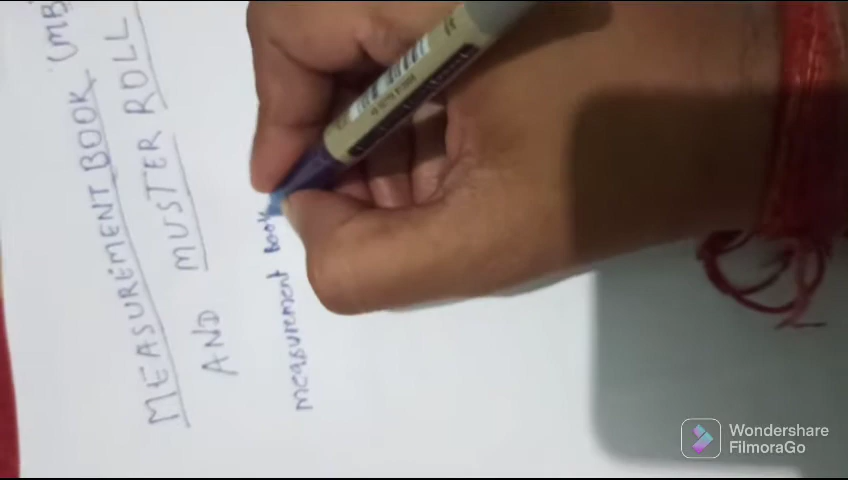 MEASUREMENT BOOK (MB
AND MUSTER ROLL
measurement Book
Wondershare
FilmoraGo